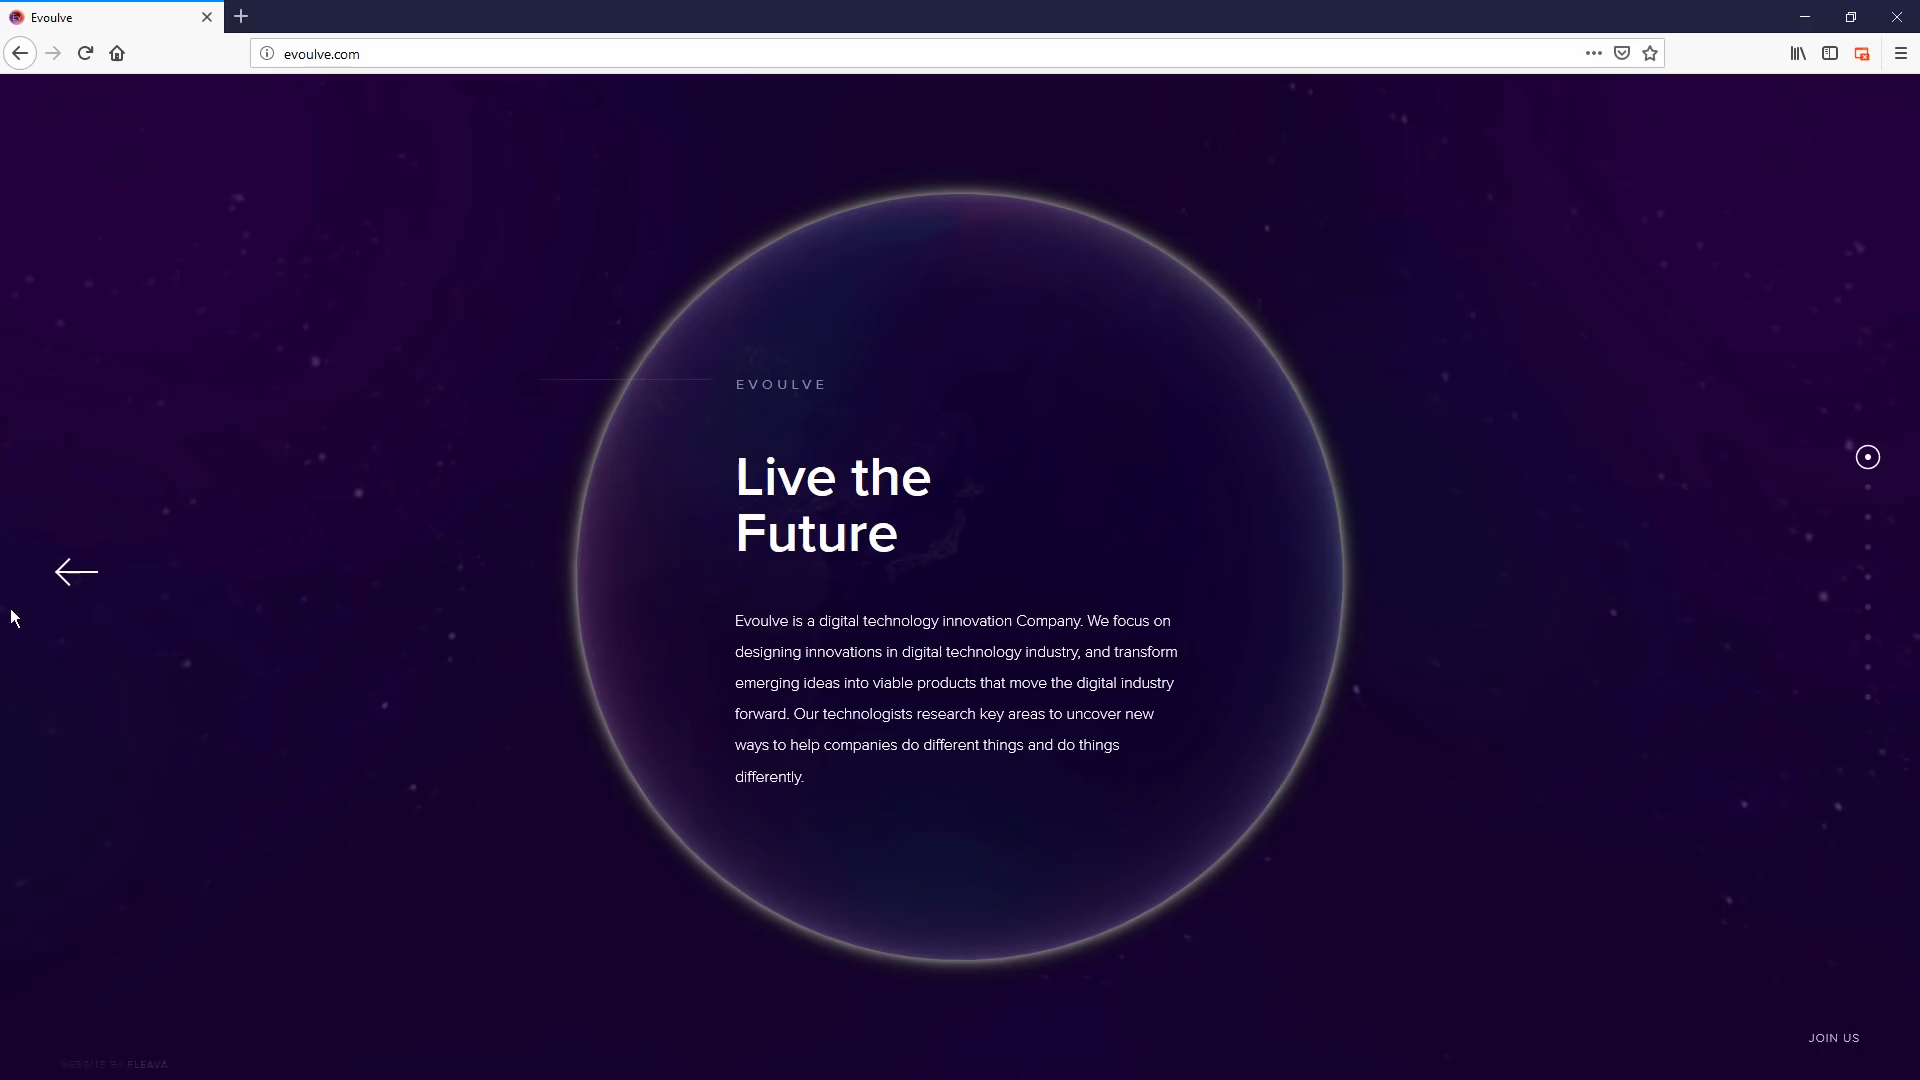 Evoulve
evoulve.com
EVOULVE
Live the
Future
Evoulve is a digital technology innovation Company. We focus on
designing innovations in digital technology industry, and transform
emerging ideas into viable products that move the digital industry
forward. Our technologists research key areas to uncover new
ways to help companies do different things and do things
differently.
JOIN US
WEBSITE BY FLEAVA